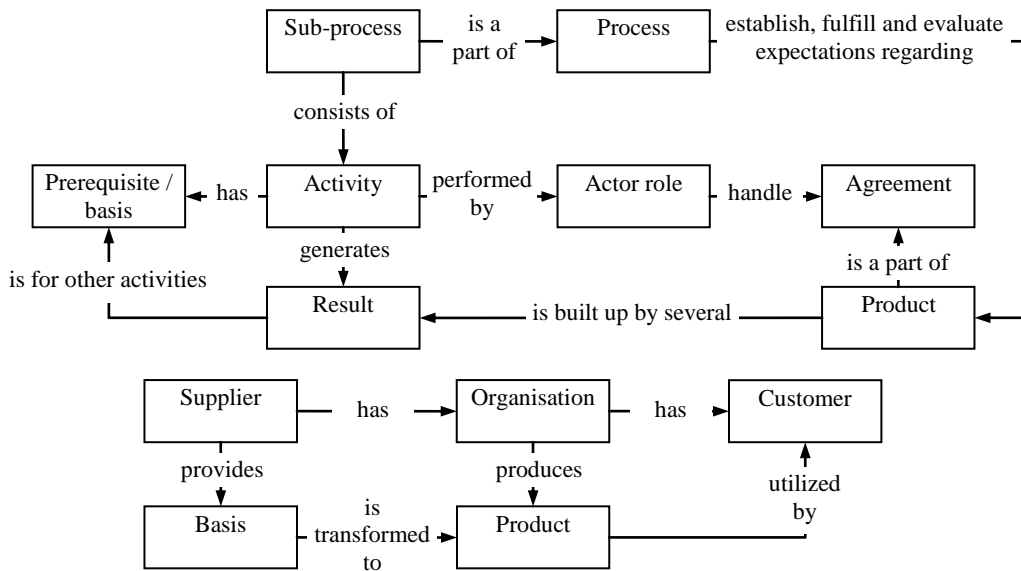 Sub-process
is a
part of
Process
establish, fulfill and evaluate
expectations regarding
consists of
Prerequisite /
basis
has
Activity
performed
by
Actor role
handle
Agreement
generates
is for other activities
is a part of
Result
is built up by several
Product
Supplier
has
Organisation
has
Customer
provides
produces
utilized
by
Basis
is
transformed
to
Product